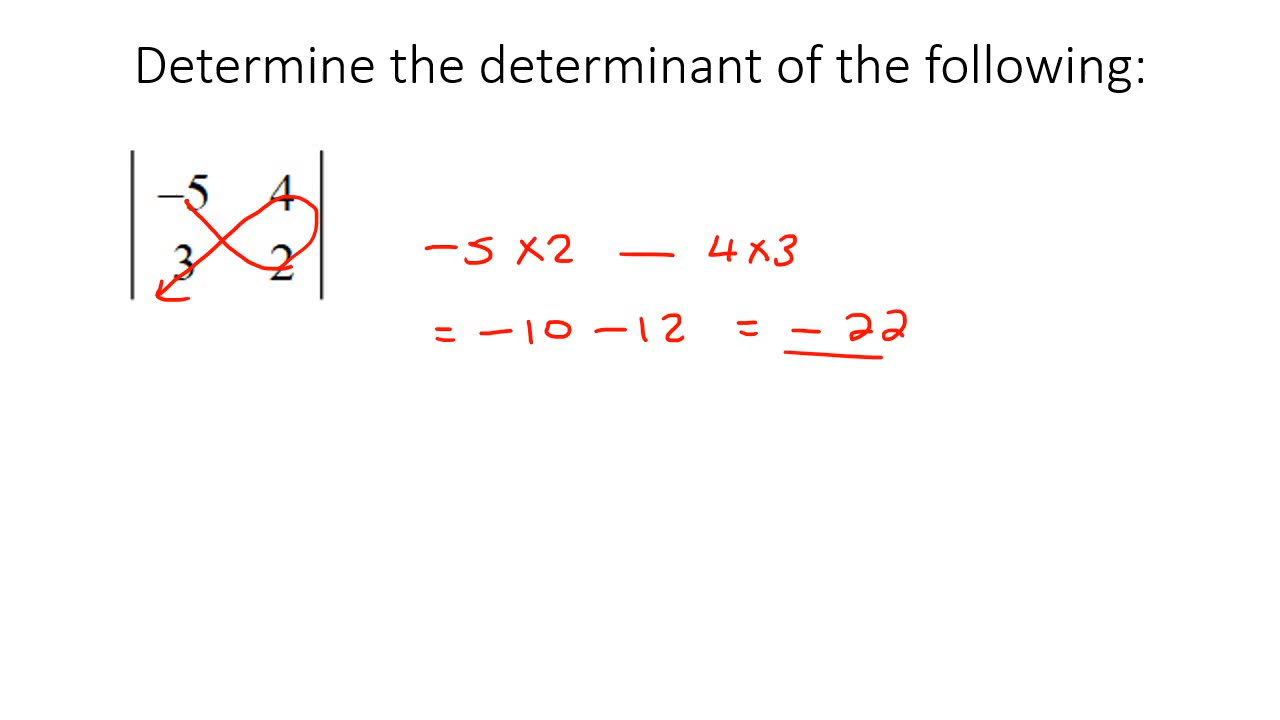 Determine the determinant of the following:
−5 4
3 2
−5 × 2 — 4 × 3
= −10 −12 = − 22